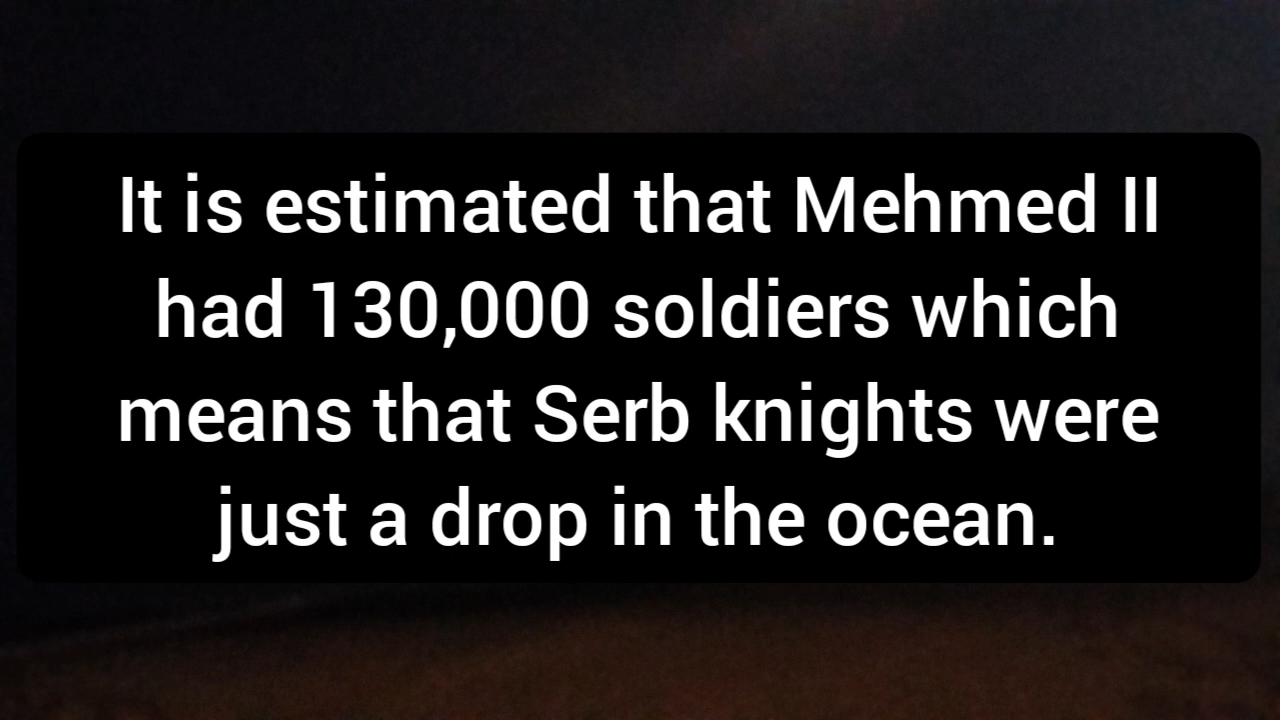 It is estimated that Mehmed II
had 130,000 soldiers which
means that Serb knights were
just a drop in the ocean.